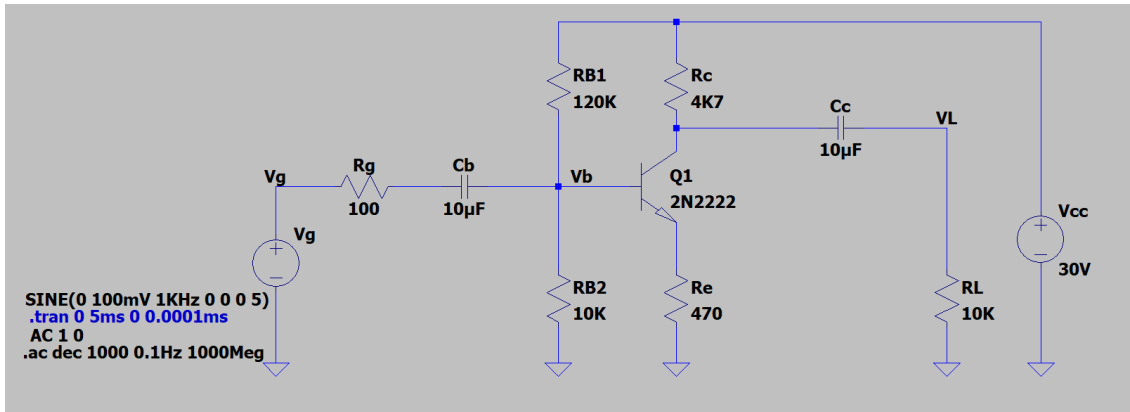 RB1
120K
Rc
4K7
Cc
10µF
VL
Vg
Rg
100
Cb
10µF
Vb
Q1
2N2222
Vg
Vcc
30V
SINE(0 100mV 1KHz 0 0 0 5)
.tran 0 5ms 0 0.0001ms
AC 1 0
.ac dec 1000 0.1Hz 1000Meg
RB2
10K
Re
470
RL
10K